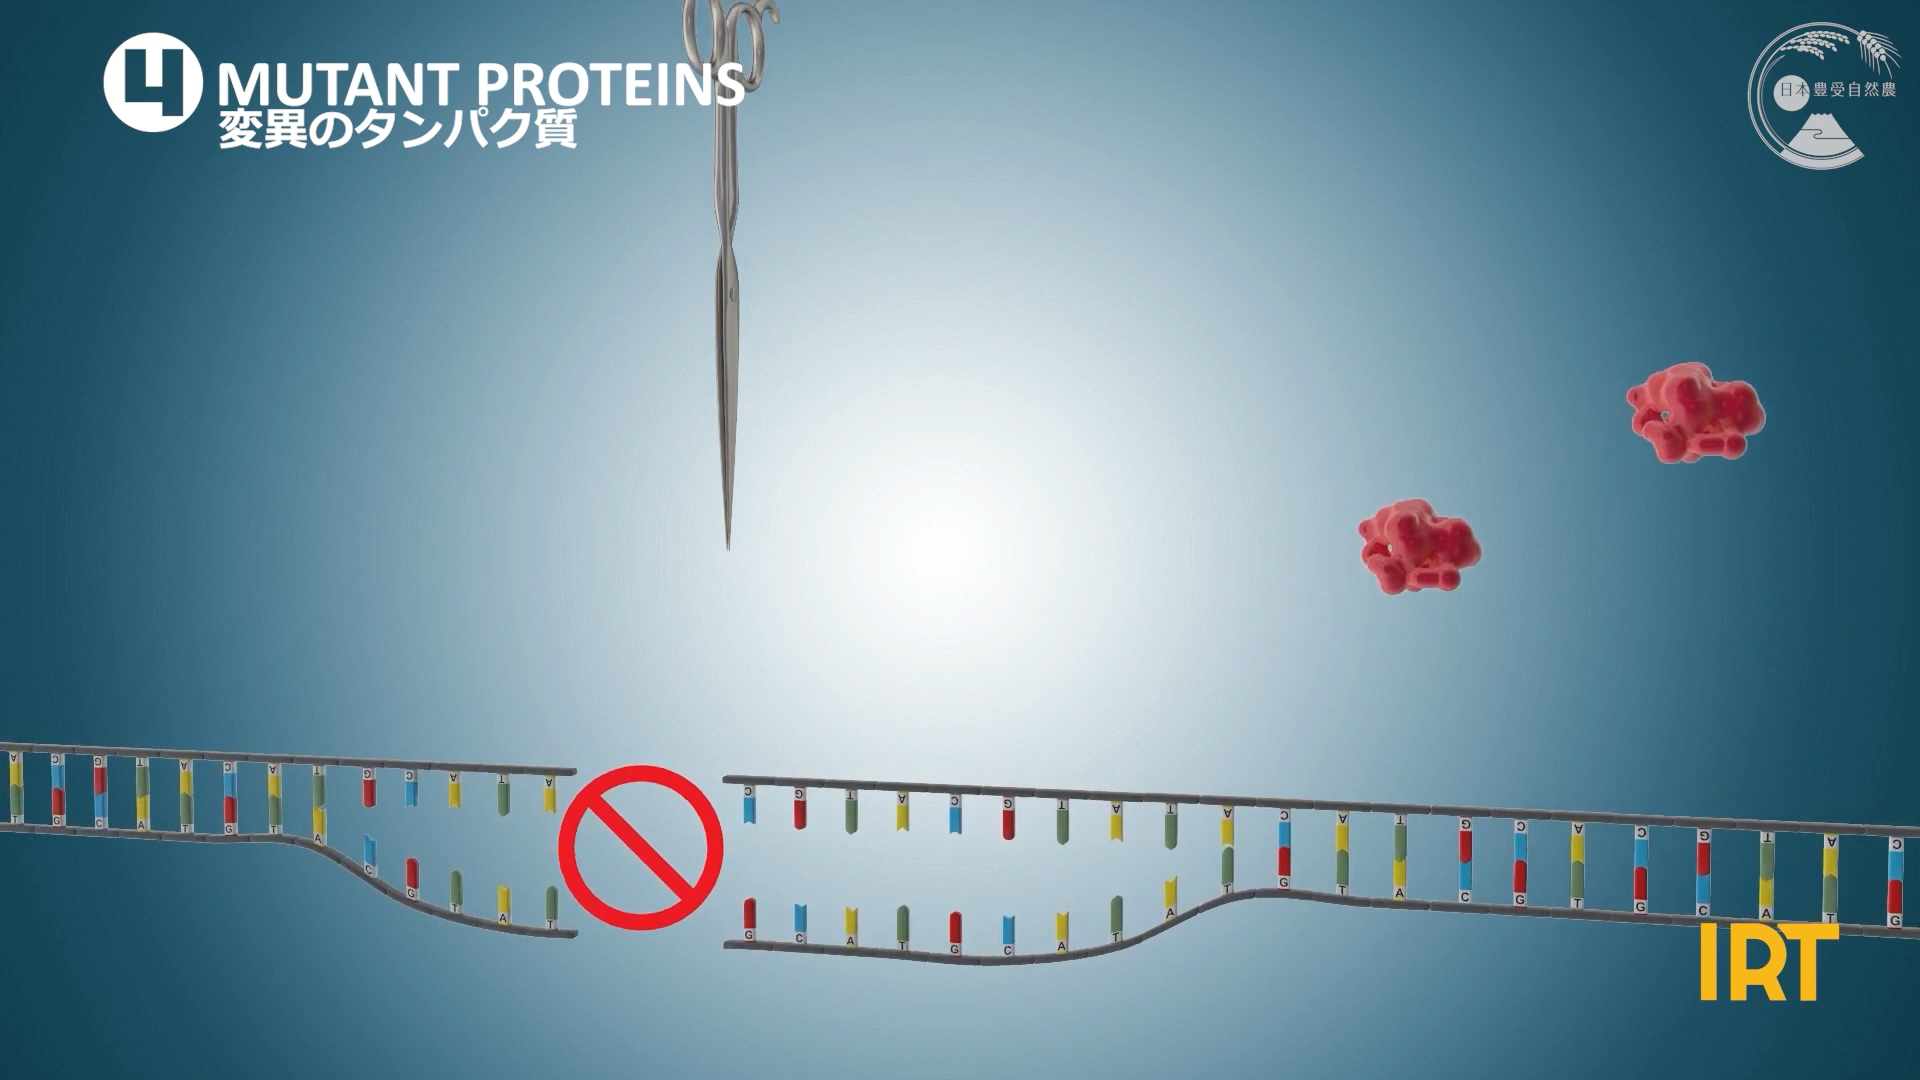 4 MUTANT PROTEINS
変異のタンパク質
日本豊受自然農
A C G T A C A T G C A T A C G T A C G T A T A C A T G C A C G T A C
T G C A T G T A C G T A T G C A T G C A T A T G T A C G T G C A T G
IRT